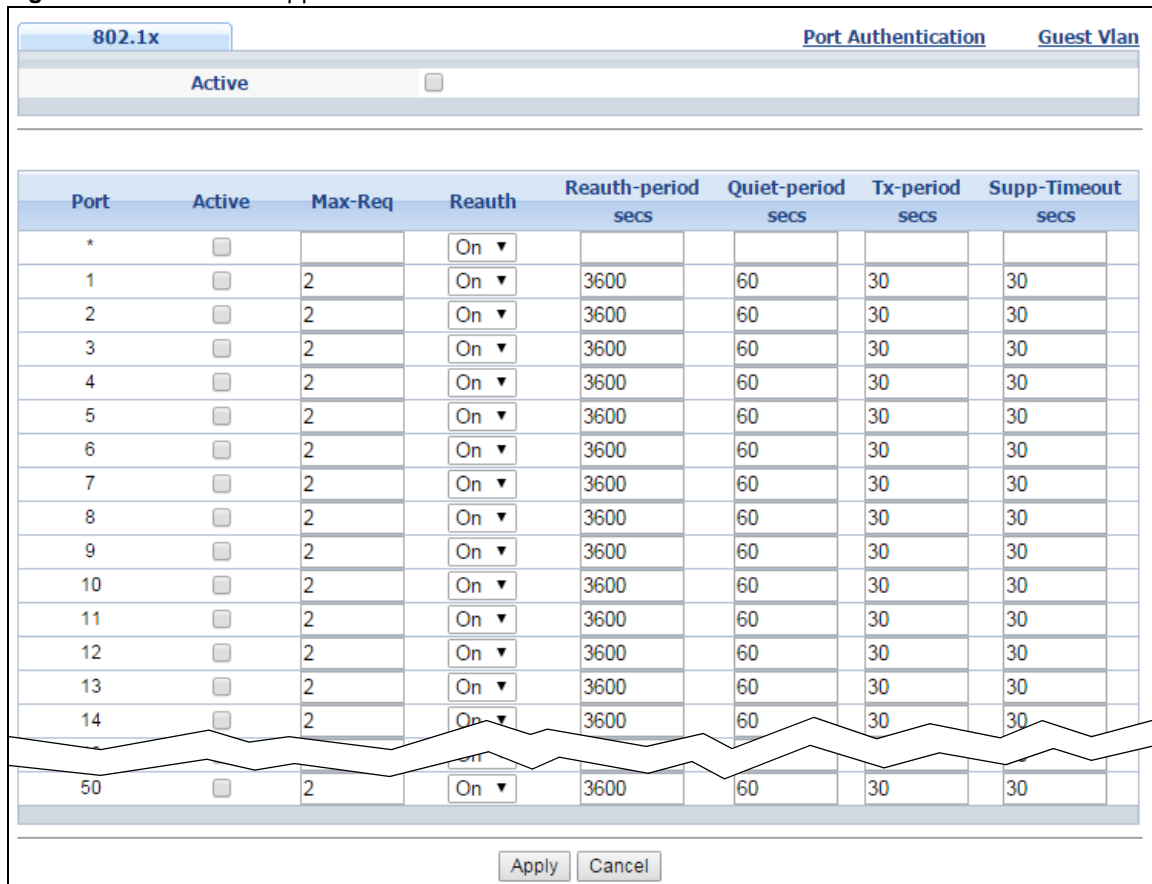 802.1x Port Authentication Guest Vlan
Active
Port Active Max-Req Reauth Reauth-period secs Quiet-period secs Tx-period secs Supp-Timeout secs
* On ▼
1 2 On ▼ 3600 60 30 30
2 2 On ▼ 3600 60 30 30
3 2 On ▼ 3600 60 30 30
4 2 On ▼ 3600 60 30 30
5 2 On ▼ 3600 60 30 30
6 2 On ▼ 3600 60 30 30
7 2 On ▼ 3600 60 30 30
8 2 On ▼ 3600 60 30 30
9 2 On ▼ 3600 60 30 30
10 2 On ▼ 3600 60 30 30
11 2 On ▼ 3600 60 30 30
12 2 On ▼ 3600 60 30 30
13 2 On ▼ 3600 60 30 30
14 2 On ▼ 3600 60 30 30
50 2 On ▼ 3600 60 30 30
Apply Cancel